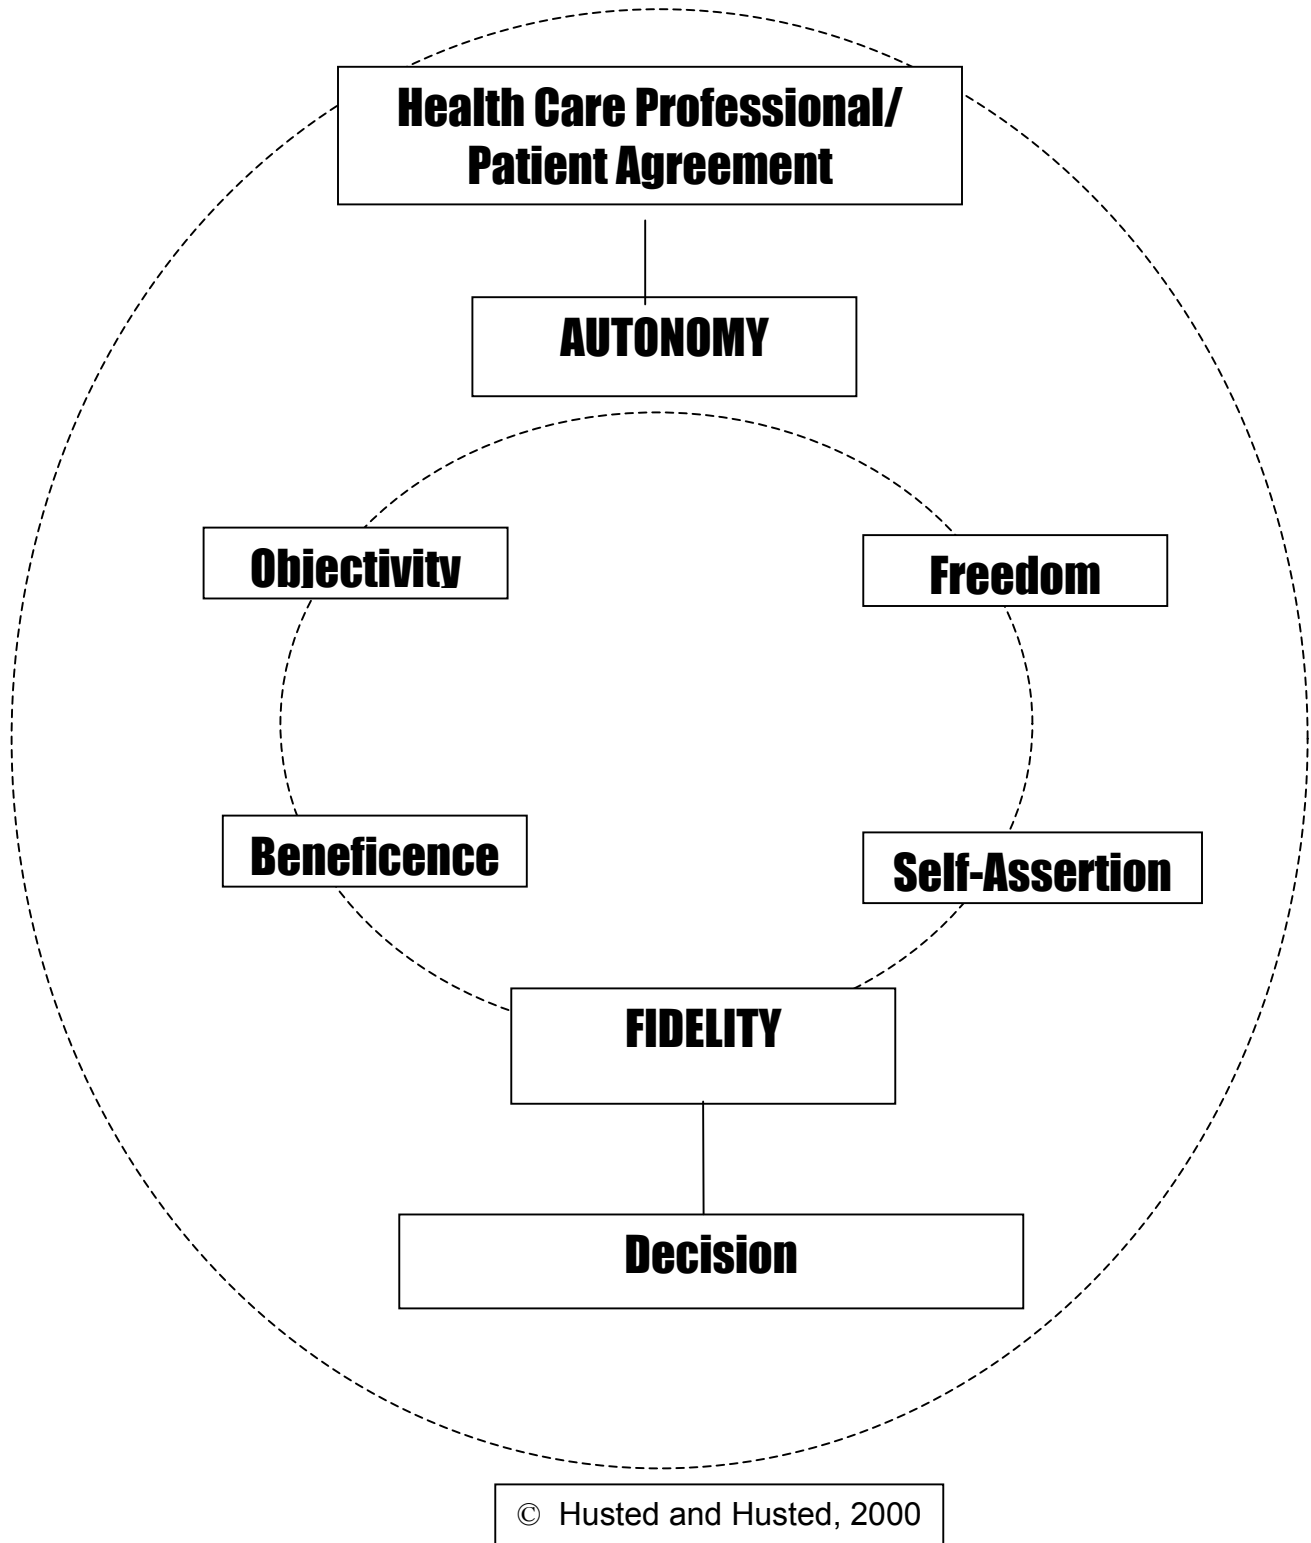 Health Care Professional/
Patient Agreement
AUTONOMY
Objectivity
Freedom
Beneficence
Self-Assertion
FIDELITY
Decision
© Husted and Husted, 2000